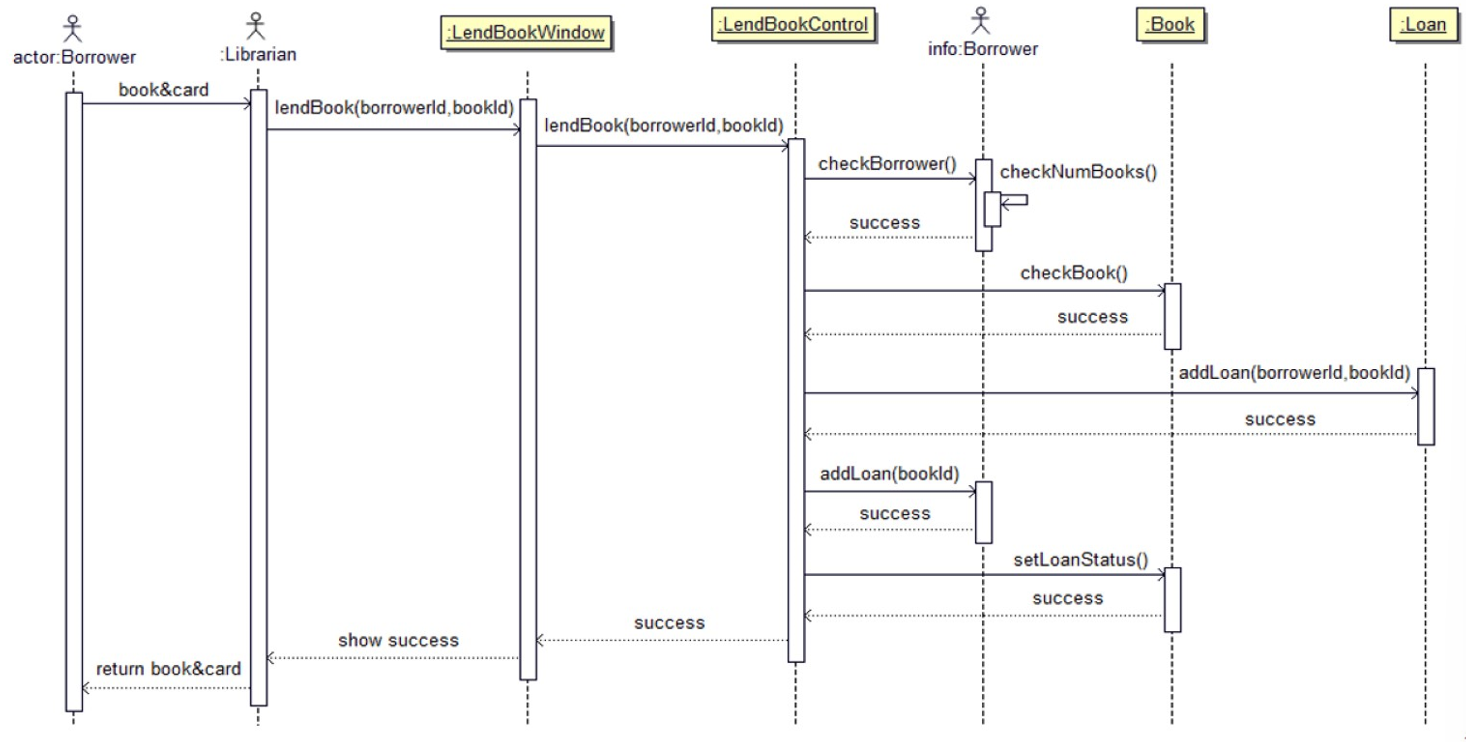 actor:Borrower
:Librarian
:LendBookWindow
:LendBookControl
info:Borrower
:Book
:Loan
book&card
lendBook(borrowerId,bookId)
lendBook(borrowerId,bookId)
checkBorrower()
checkNumBooks()
success
checkBook()
success
addLoan(borrowerId,bookId)
success
addLoan(bookId)
success
setLoanStatus()
success
success
show success
return book&card